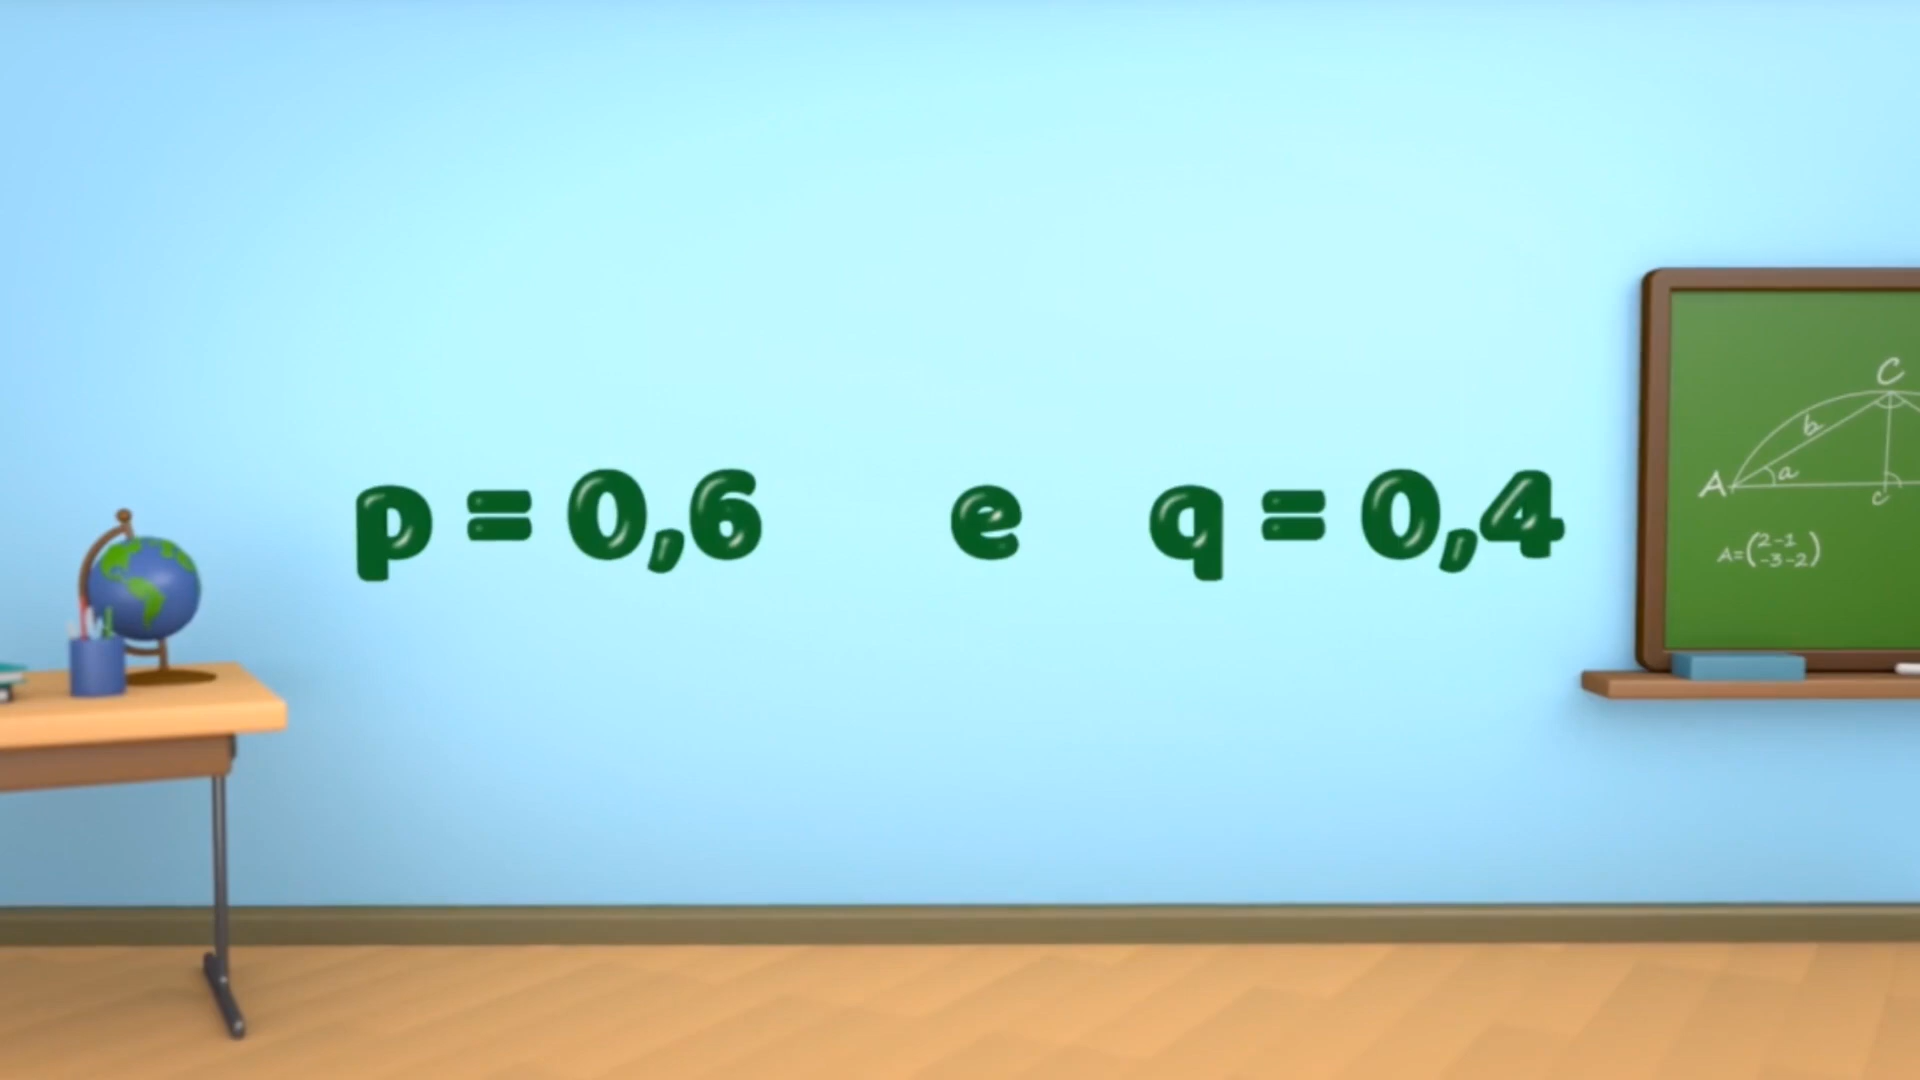 p = 0,6 e q = 0,4
C
b
A a
c
A=(2-1
-3-2)